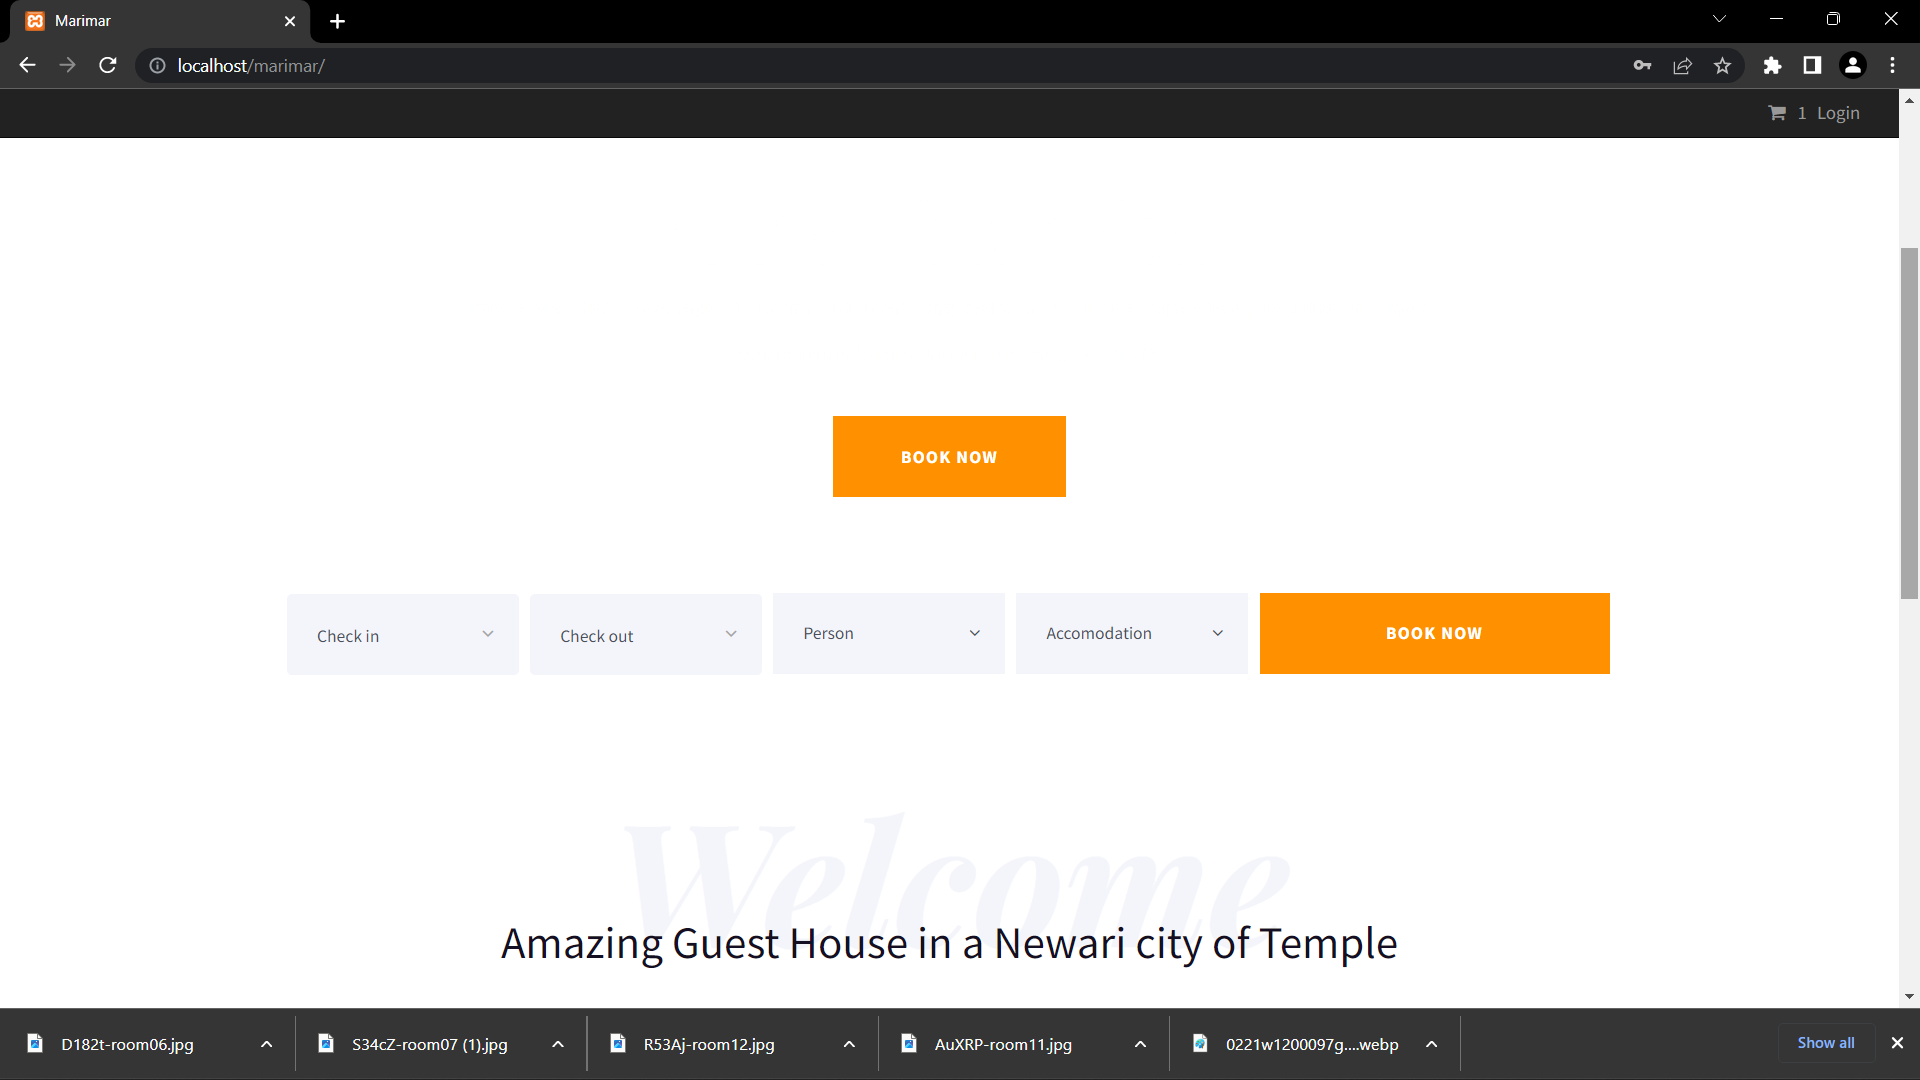 Marimar
localhost/marimar/
1 Login
BOOK NOW
Check in
Check out
Person
Accomodation
BOOK NOW
Welcome
Amazing Guest House in a Newari city of Temple
D182t-room06.jpg
S34cZ-room07 (1).jpg
R53Aj-room12.jpg
AuXRP-room11.jpg
0221w1200097g....webp
Show all